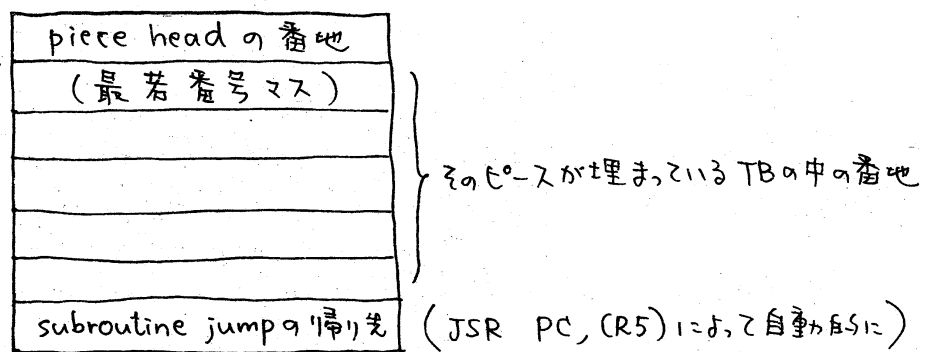 piece head の 番地
(最若番号マス)
そのピースが埋まっている TBの中の番地
subroutine jumpの帰り先 (JSR PC, (R5) によって自動的に)